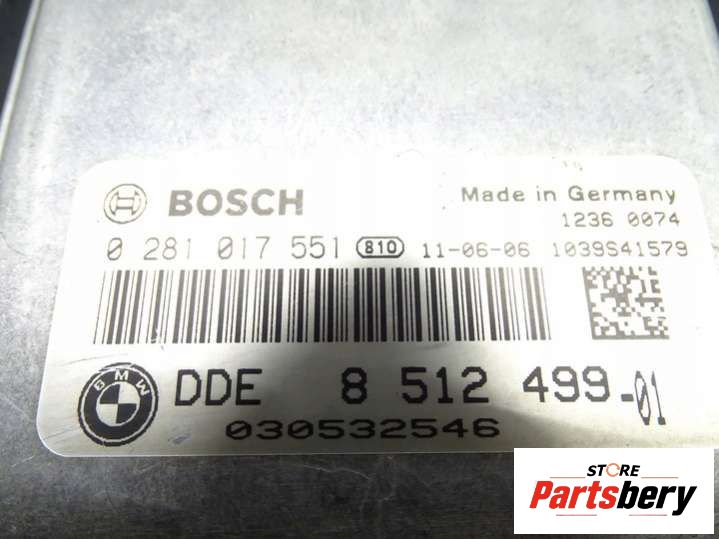 BOSCH Made in Germany
1236 0074
0 281 017 551 810 11-06-06 1039S41579
BMW DDE 8 512 499-01
030532546
STORE
Partsbery